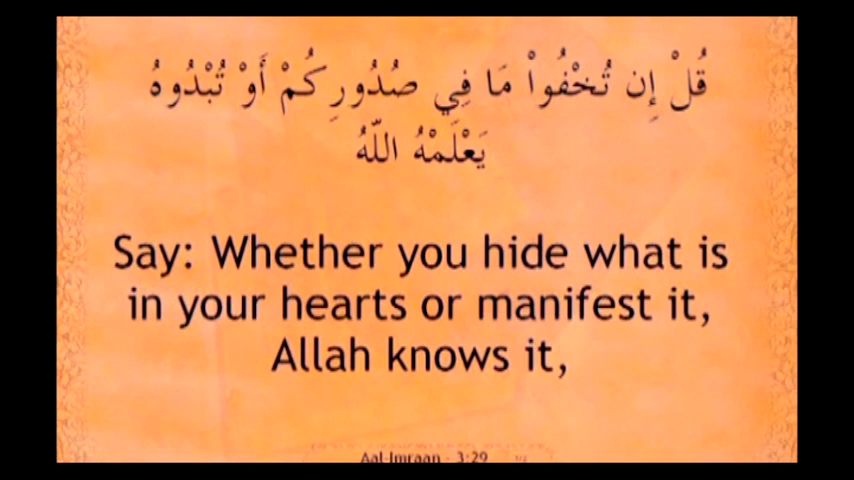 قُلْ إِن تُخْفُواْ مَا فِي صُدُورِكُمْ أَوْ تُبْدُوهُ
يَعْلَمْهُ اللّهُ
Say: Whether you hide what is
in your hearts or manifest it,
Allah knows it,
Aal-Imraan - 3:29